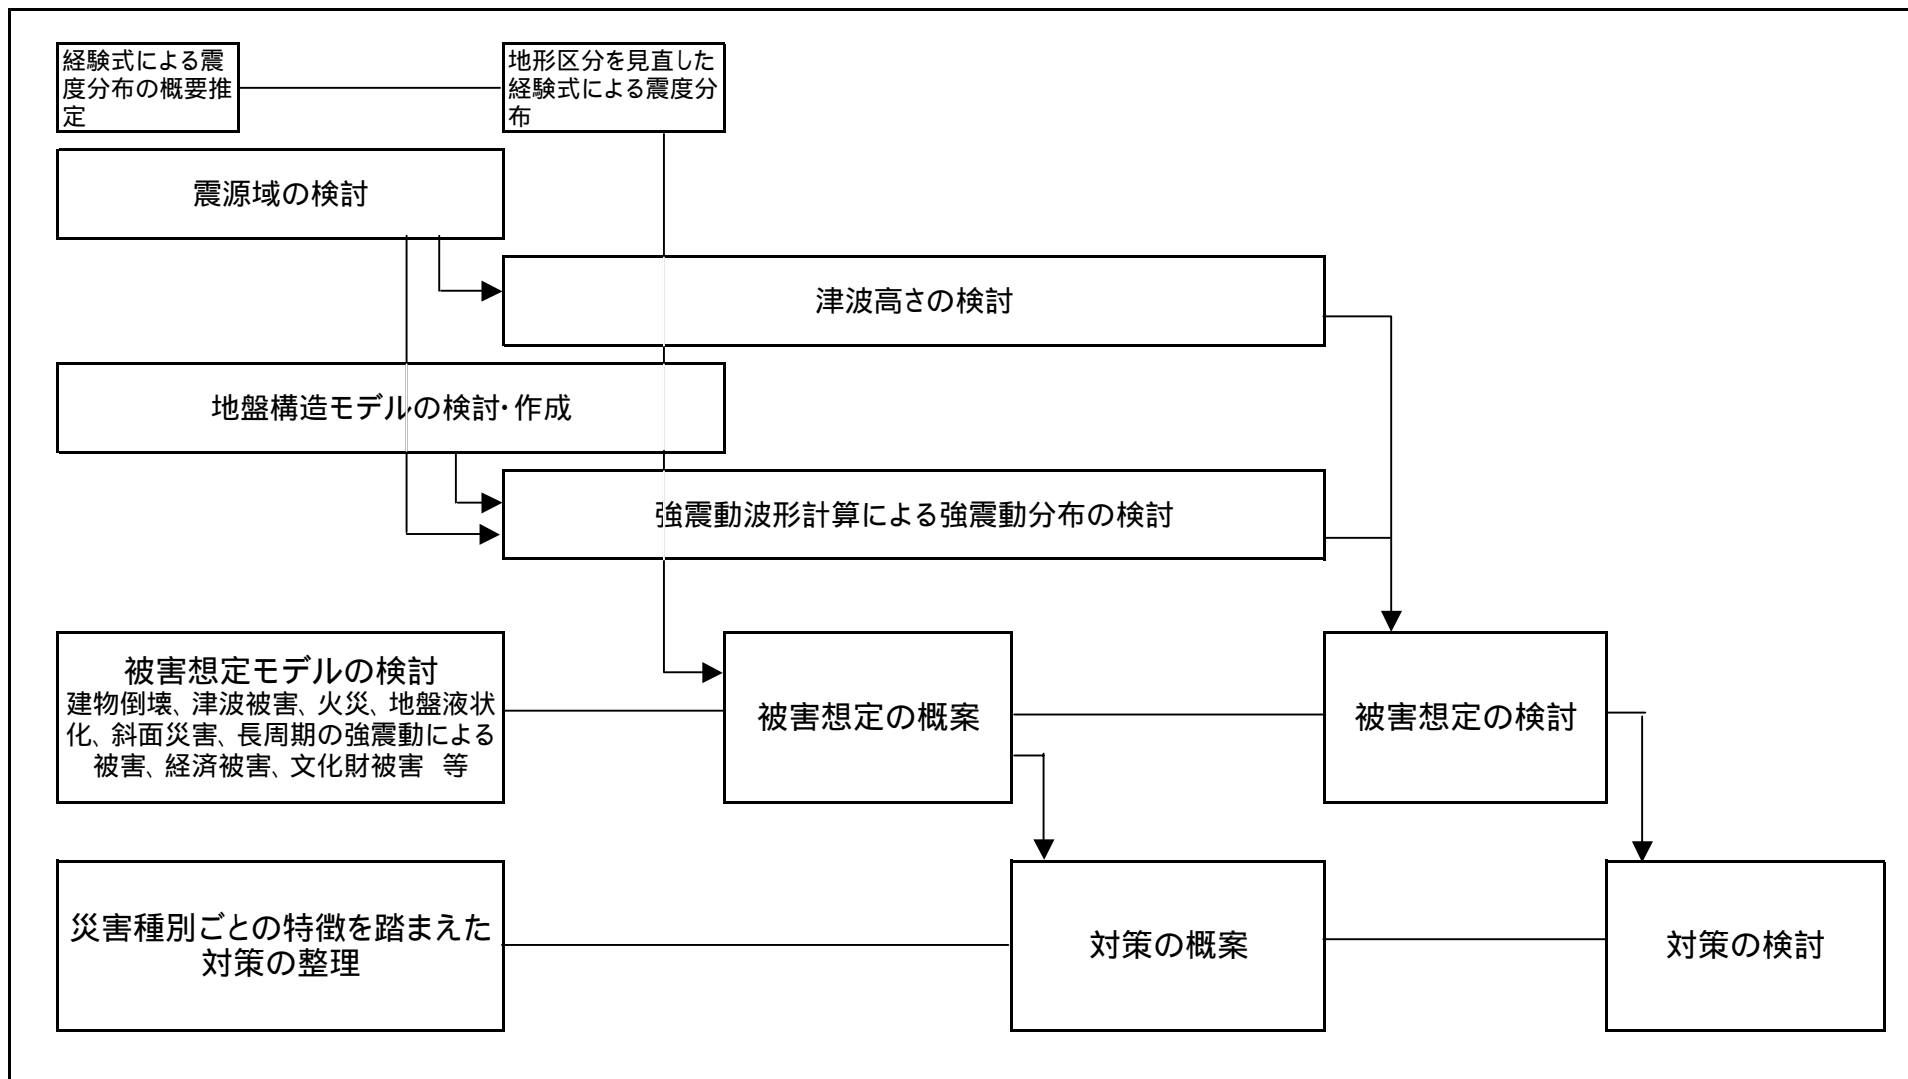 経験式による震
度分布の概要推
定
地形区分を見直した
経験式による震度分
布
震源域の検討
津波高さの検討
地盤構造モデルの検討・作成
強震動波形計算による強震動分布の検討
被害想定モデルの検討
建物倒壊、津波被害、火災、地盤液状
化、斜面災害、長周期の強震動による
被害、経済被害、文化財被害 等
被害想定の概案
被害想定の検討
災害種別ごとの特徴を踏まえた
対策の整理
対策の概案
対策の検討